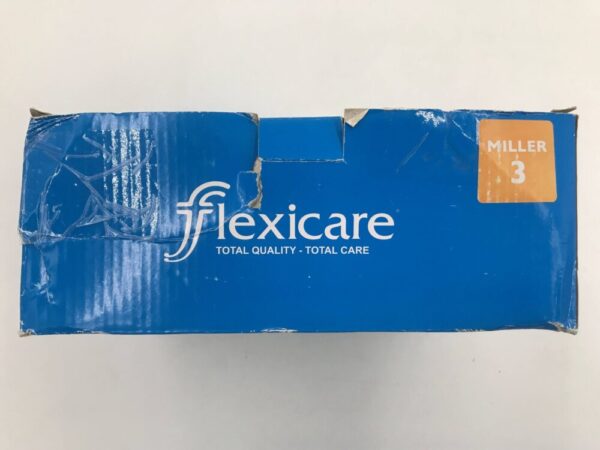 MILLER
3
flexicare
TOTAL QUALITY - TOTAL CARE